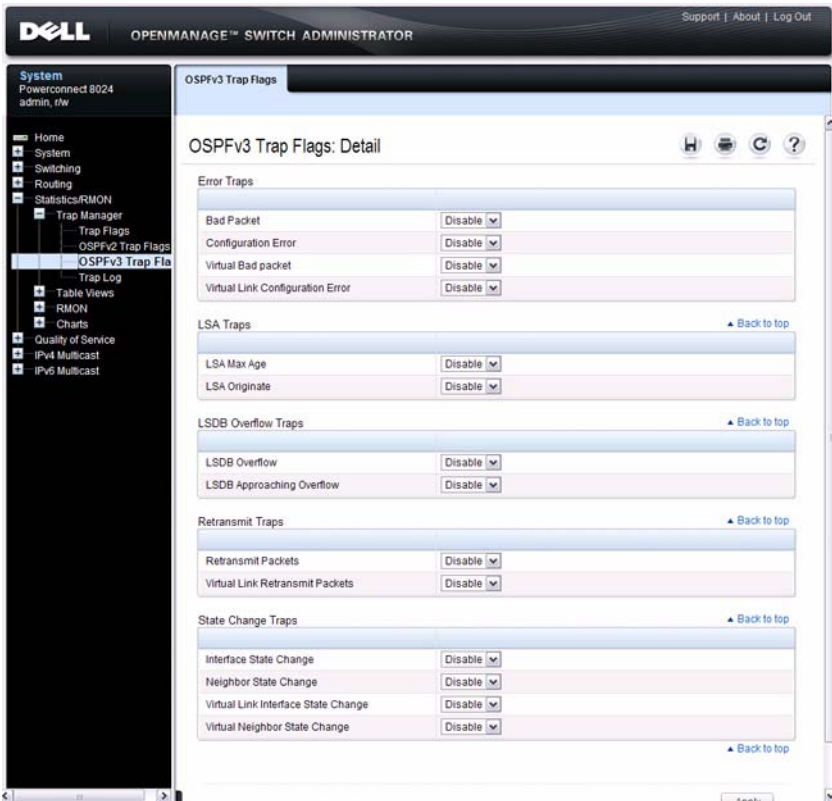 Support | About | Log Out
DELL
OPENMANAGE™ SWITCH ADMINISTRATOR
System
Powerconnect 8024
admin, r/w
Home
System
Switching
Routing
Statistics/RMON
Trap Manager
Trap Flags
OSPFv2 Trap Flags
OSPFv3 Trap Fla
Trap Log
Table Views
RMON
Charts
Quality of Service
IPv4 Multicast
IPv6 Multicast
OSPFv3 Trap Flags
OSPFv3 Trap Flags: Detail
Error Traps
Bad Packet Disable
Configuration Error Disable
Virtual Bad packet Disable
Virtual Link Configuration Error Disable
LSA Traps Back to top
LSA Max Age Disable
LSA Originate Disable
LSDB Overflow Traps Back to top
LSDB Overflow Disable
LSDB Approaching Overflow Disable
Retransmit Traps Back to top
Retransmit Packets Disable
Virtual Link Retransmit Packets Disable
State Change Traps Back to top
Interface State Change Disable
Neighbor State Change Disable
Virtual Link Interface State Change Disable
Virtual Neighbor State Change Disable
Back to top